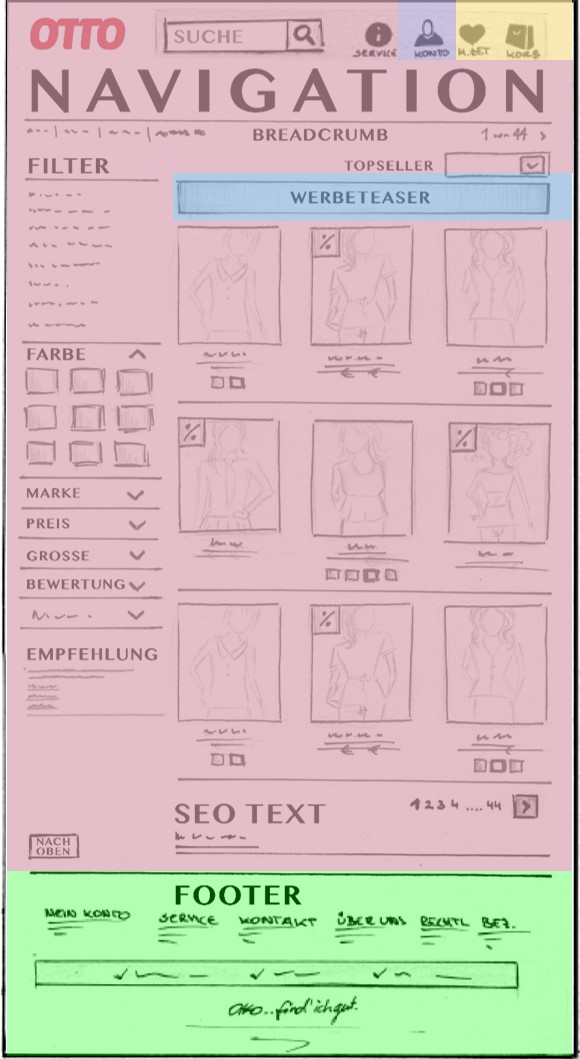 OTTO
SUCHE
SERVICE
KONTO
KORB
NAVIGATION
BREADCRUMB
1 von 44 >
FILTER
TOPSELLER
WERBETEASER
%
FARBE
%
%
MARKE
PREIS
GROSSE
BEWERTUNG
%
EMPFEHLUNG
SEO TEXT
1 2 3 4 .... 44 >
NACH
OBEN
FOOTER
MEIN KONTO SERVICE KONTAKT ÜBER UNS RECHTL BEZ.
Otto... find' ich gut.